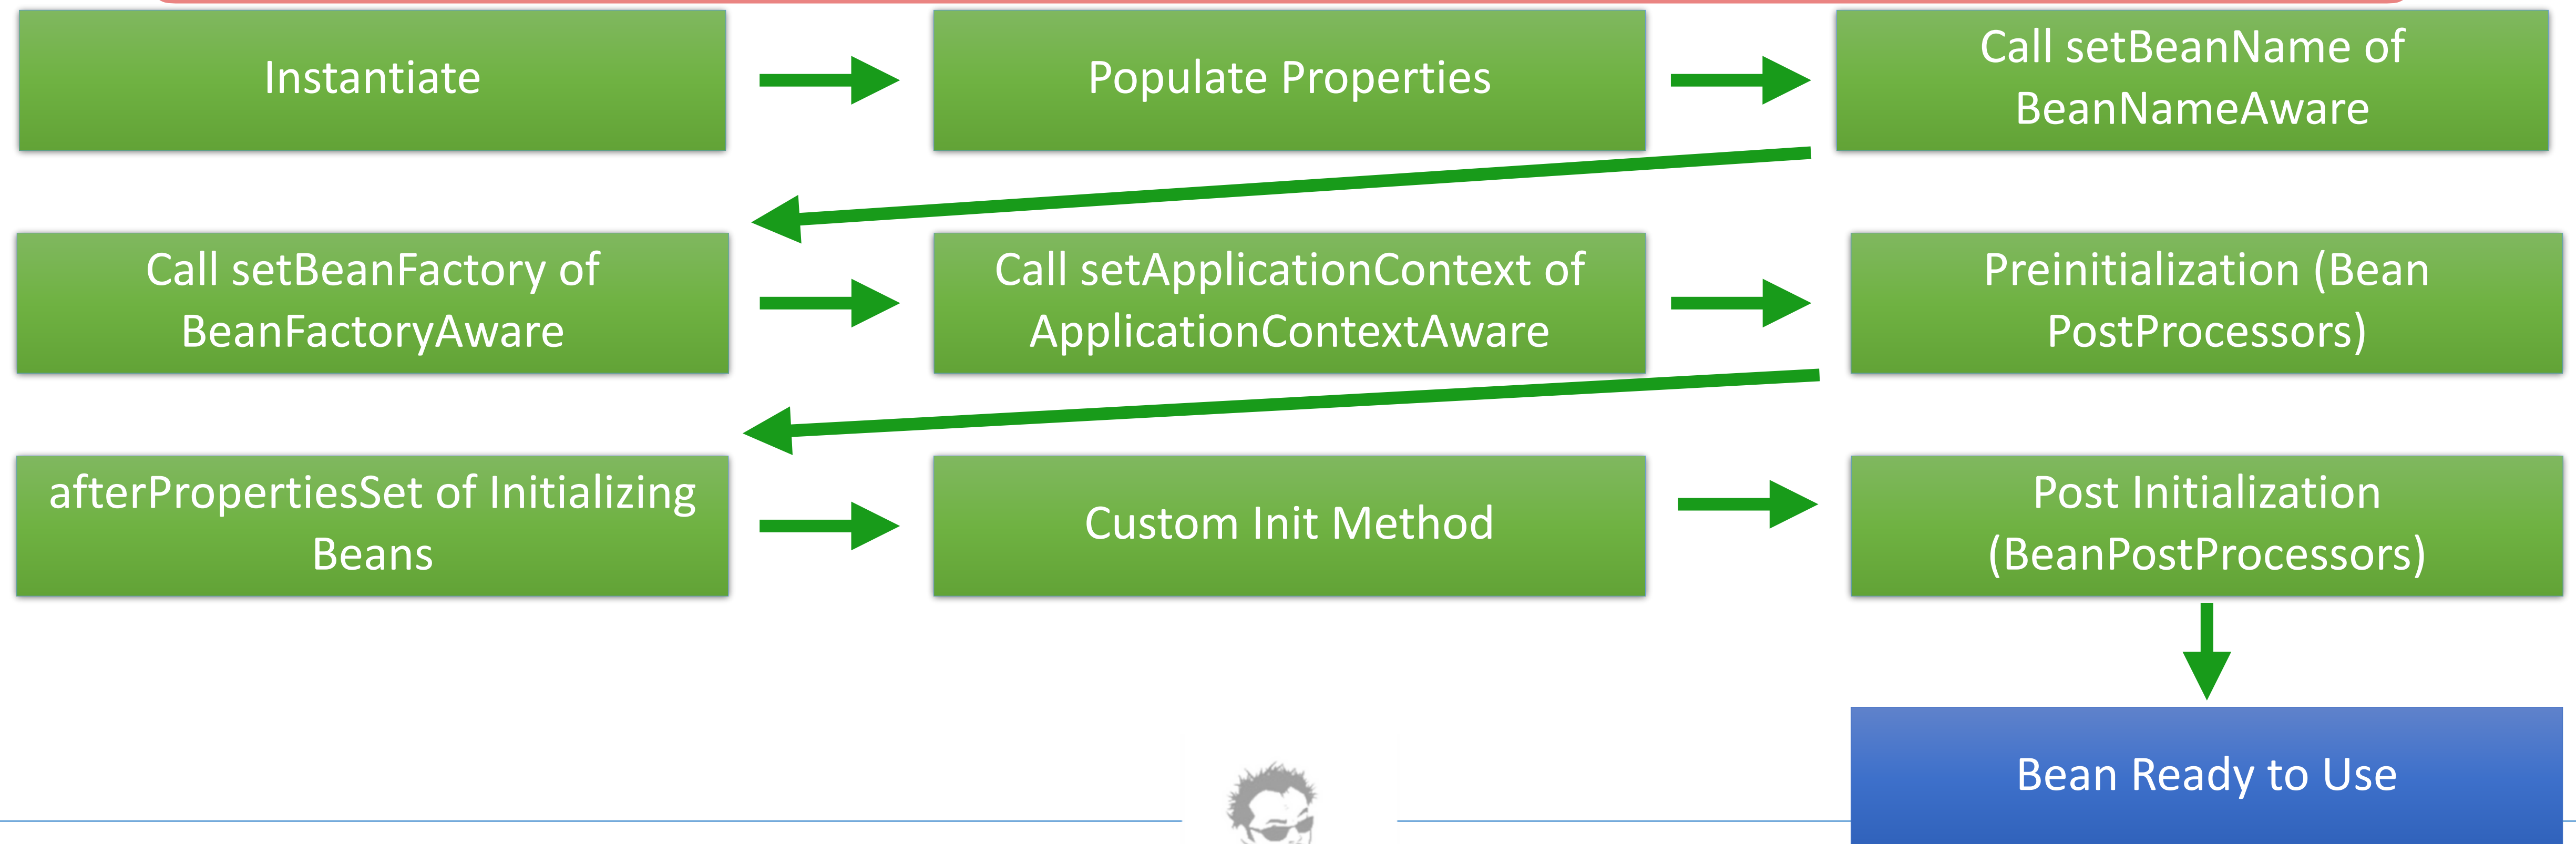 Instantiate
Populate Properties
Call setBeanName of
BeanNameAware
Call setBeanFactory of
BeanFactoryAware
Call setApplicationContext of
ApplicationContextAware
Preinitialization (Bean
PostProcessors)
afterPropertiesSet of Initializing
Beans
Custom Init Method
Post Initialization
(BeanPostProcessors)
Bean Ready to Use